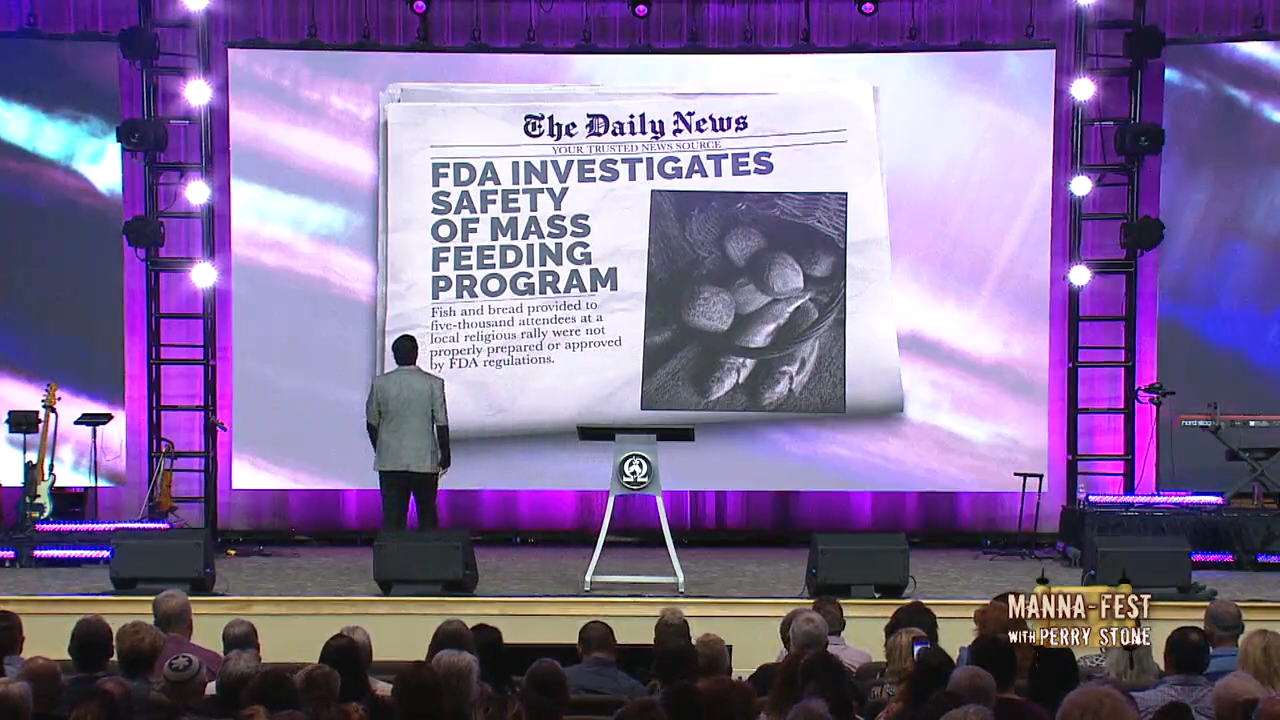 The Daily News
YOUR TRUSTED NEWS SOURCE
FDA INVESTIGATES
SAFETY
OF MASS
FEEDING
PROGRAM
Fish and bread provided to
five-thousand attendees at a
local religious rally were not
properly prepared or approved
by FDA regulations.
nord stage
MANNA-FEST
WITH PERRY STONE